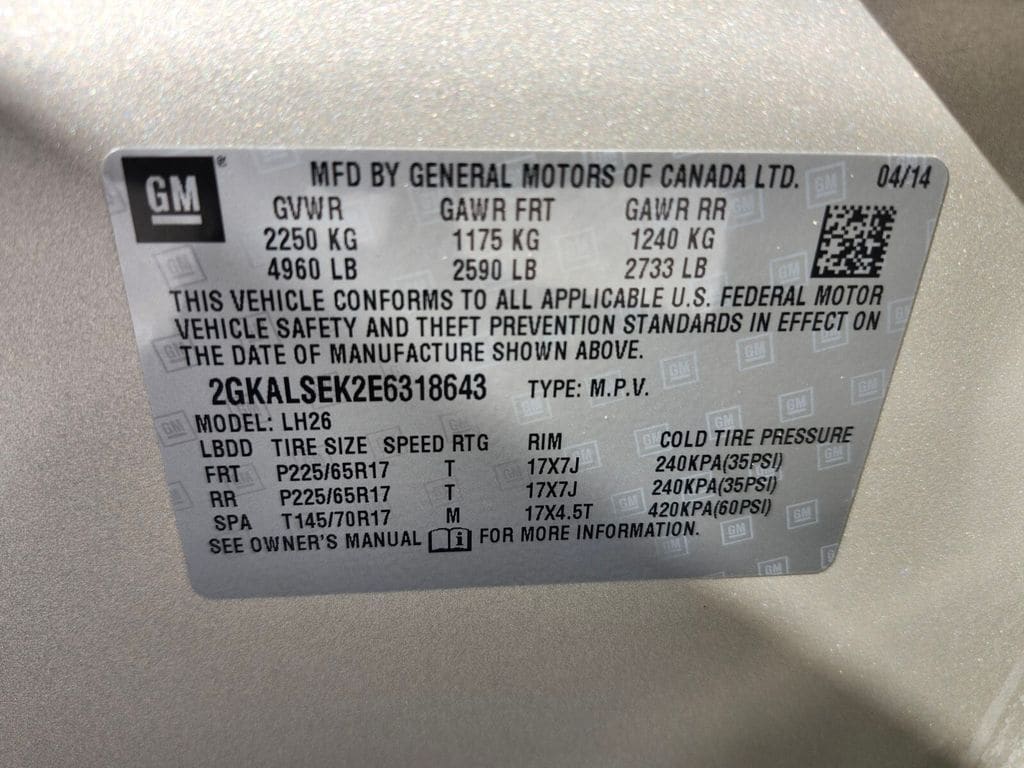 GM® MFD BY GENERAL MOTORS OF CANADA LTD. 04/14
GVWR GAWR FRT GAWR RR
2250 KG 1175 KG 1240 KG
4960 LB 2590 LB 2733 LB
THIS VEHICLE CONFORMS TO ALL APPLICABLE U.S. FEDERAL MOTOR
VEHICLE SAFETY AND THEFT PREVENTION STANDARDS IN EFFECT ON
THE DATE OF MANUFACTURE SHOWN ABOVE.
2GKALSEK2E6318643 TYPE: M.P.V.
MODEL: LH26
LBDD TIRE SIZE SPEED RTG RIM COLD TIRE PRESSURE
FRT P225/65R17 T 17X7J 240KPA(35PSI)
RR P225/65R17 T 17X7J 240KPA(35PSI)
SPA T145/70R17 M 17X4.5T 420KPA(60PSI)
SEE OWNER'S MANUAL i FOR MORE INFORMATION.